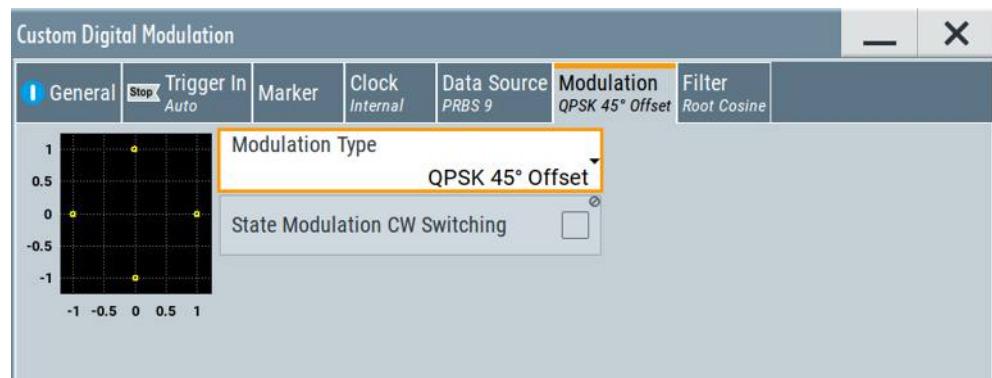 Custom Digital Modulation
General
Stop Trigger In
Auto
Marker
Clock
Internal
Data Source
PRBS 9
Modulation
QPSK 45° Offset
Filter
Root Cosine
Modulation Type
QPSK 45° Offset
State Modulation CW Switching
1
0.5
0
-0.5
-1
-1 -0.5 0 0.5 1